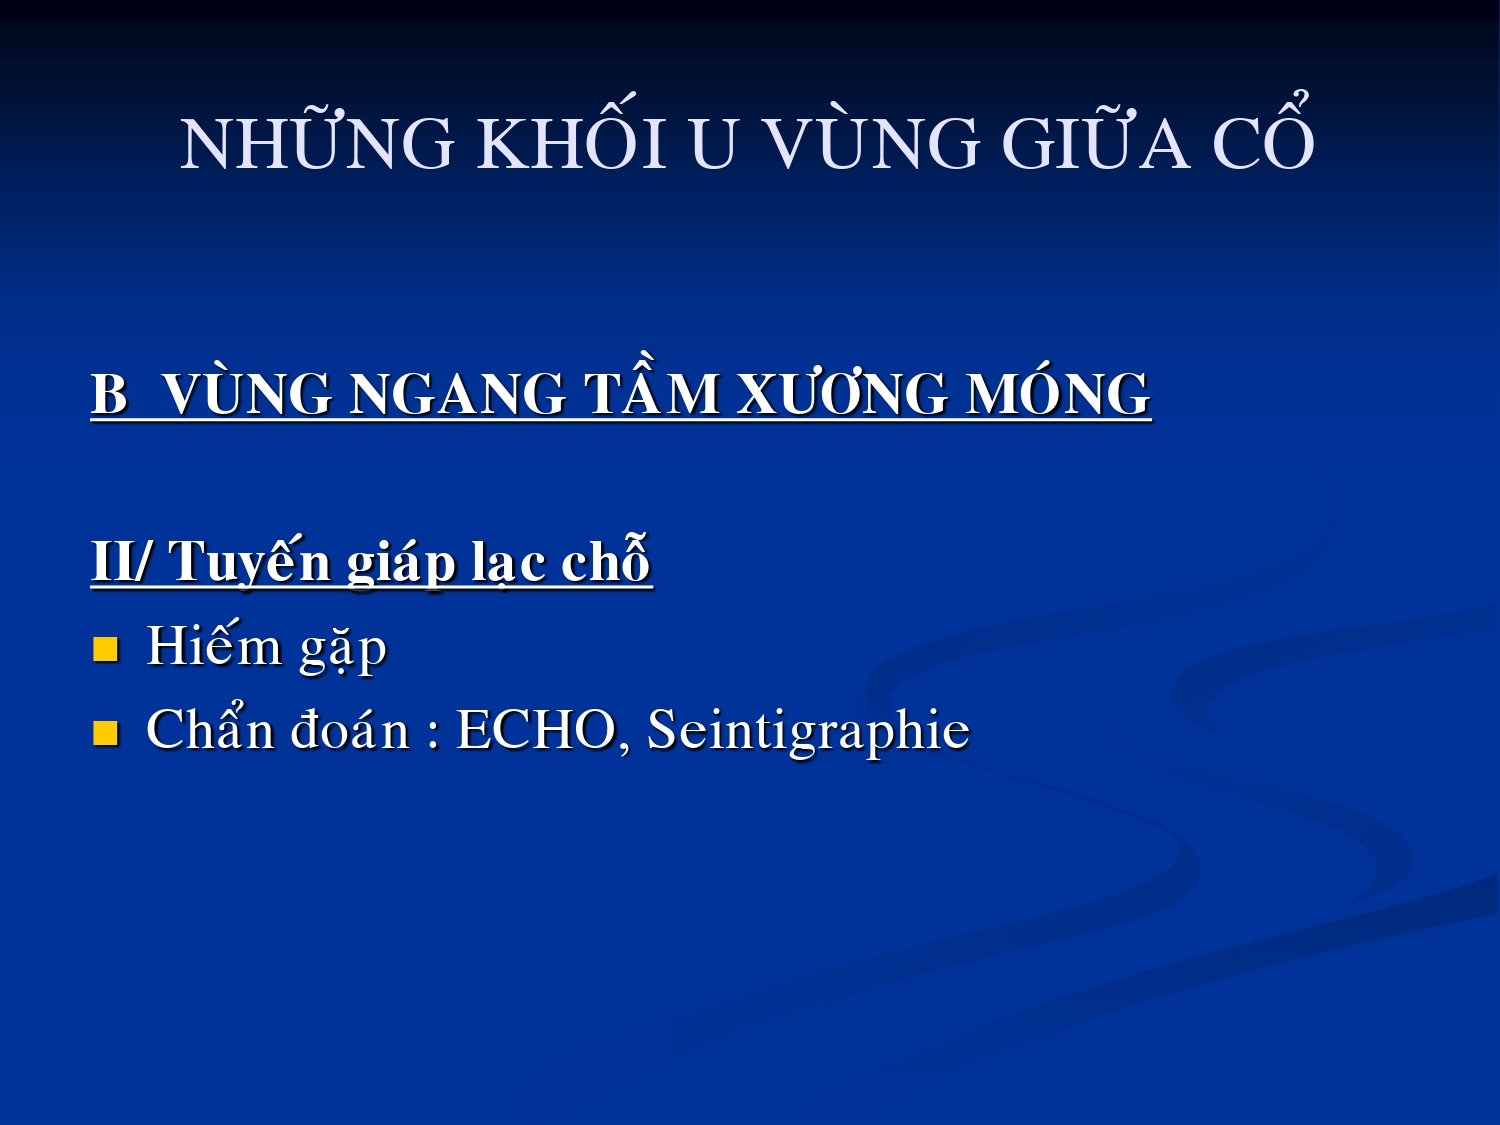 NHỮNG KHỐI U VÙNG GIỮA CỔ
B VÙNG NGANG TẦM XƯƠNG MÓNG
II/ Tuyến giáp lạc chỗ
Hiếm gặp
Chẩn đoán : ECHO, Seintigraphie